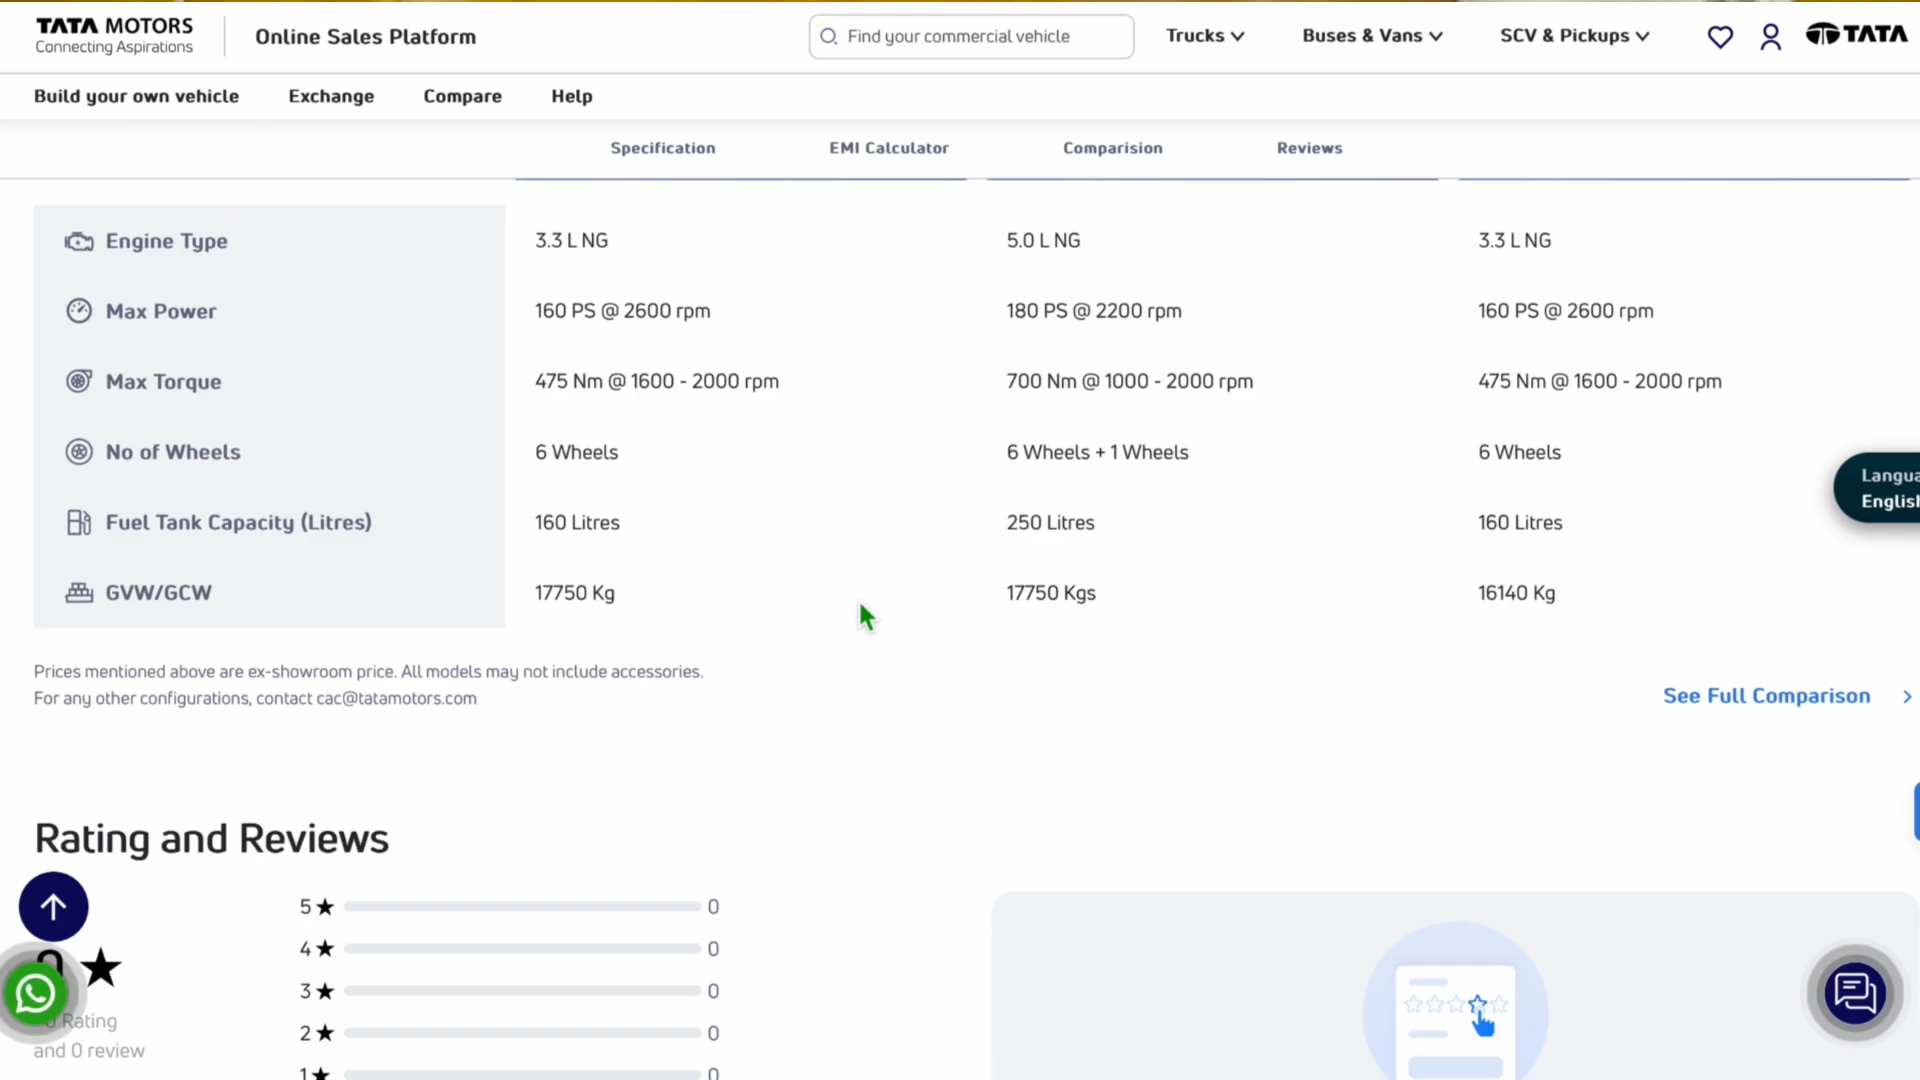 TATA MOTORS
Connecting Aspirations
Online Sales Platform
Find your commercial vehicle
Trucks
Buses & Vans
SCV & Pickups
TATA
Build your own vehicle
Exchange
Compare
Help
Specification
EMI Calculator
Comparision
Reviews
Engine Type
3.3 L NG
5.0 L NG
3.3 L NG
Max Power
160 PS @ 2600 rpm
180 PS @ 2200 rpm
160 PS @ 2600 rpm
Max Torque
475 Nm @ 1600 - 2000 rpm
700 Nm @ 1000 - 2000 rpm
475 Nm @ 1600 - 2000 rpm
No of Wheels
6 Wheels
6 Wheels + 1 Wheels
6 Wheels
Langua
English
Fuel Tank Capacity (Litres)
160 Litres
250 Litres
160 Litres
GVW/GCW
17750 Kg
17750 Kgs
16140 Kg
Prices mentioned above are ex-showroom price. All models may not include accessories.
For any other configurations, contact cac@tatamotors.com
See Full Comparison
Rating and Reviews
5 ★ 0
4 ★ 0
3 ★ 0
2 ★ 0
1 ★ 0
0 ★
Rating
and 0 review